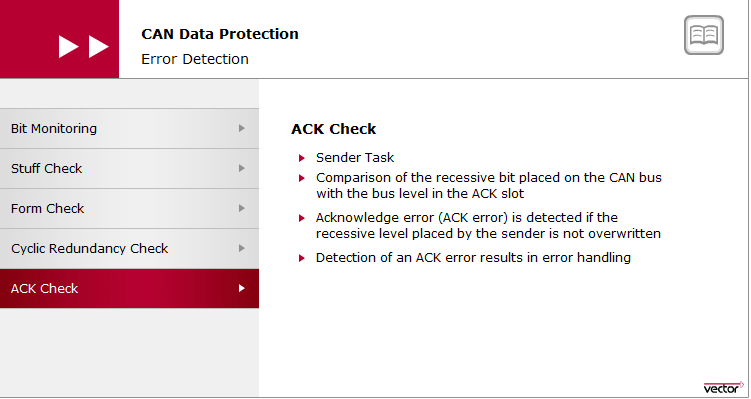 CAN Data Protection
Error Detection
Bit Monitoring
Stuff Check
Form Check
Cyclic Redundancy Check
ACK Check
ACK Check
Sender Task
Comparison of the recessive bit placed on the CAN bus
with the bus level in the ACK slot
Acknowledge error (ACK error) is detected if the
recessive level placed by the sender is not overwritten
Detection of an ACK error results in error handling
vector